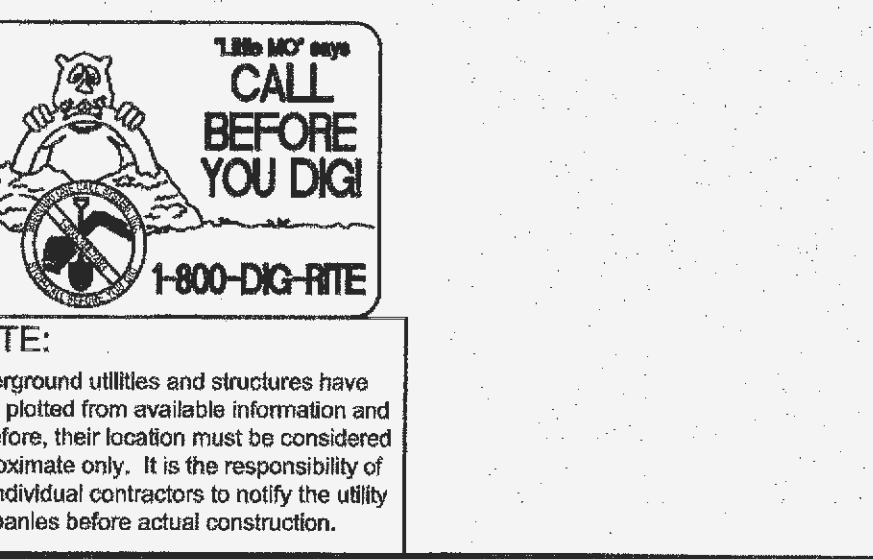 "Little MO" says
CALL
BEFORE
YOU DIG!
1-800-DIG-RITE
TE:
erground utilities and structures have
plotted from available information and
efore, their location must be considered
oximate only. It is the responsibility of
ndividual contractors to notify the utility
panies before actual construction.